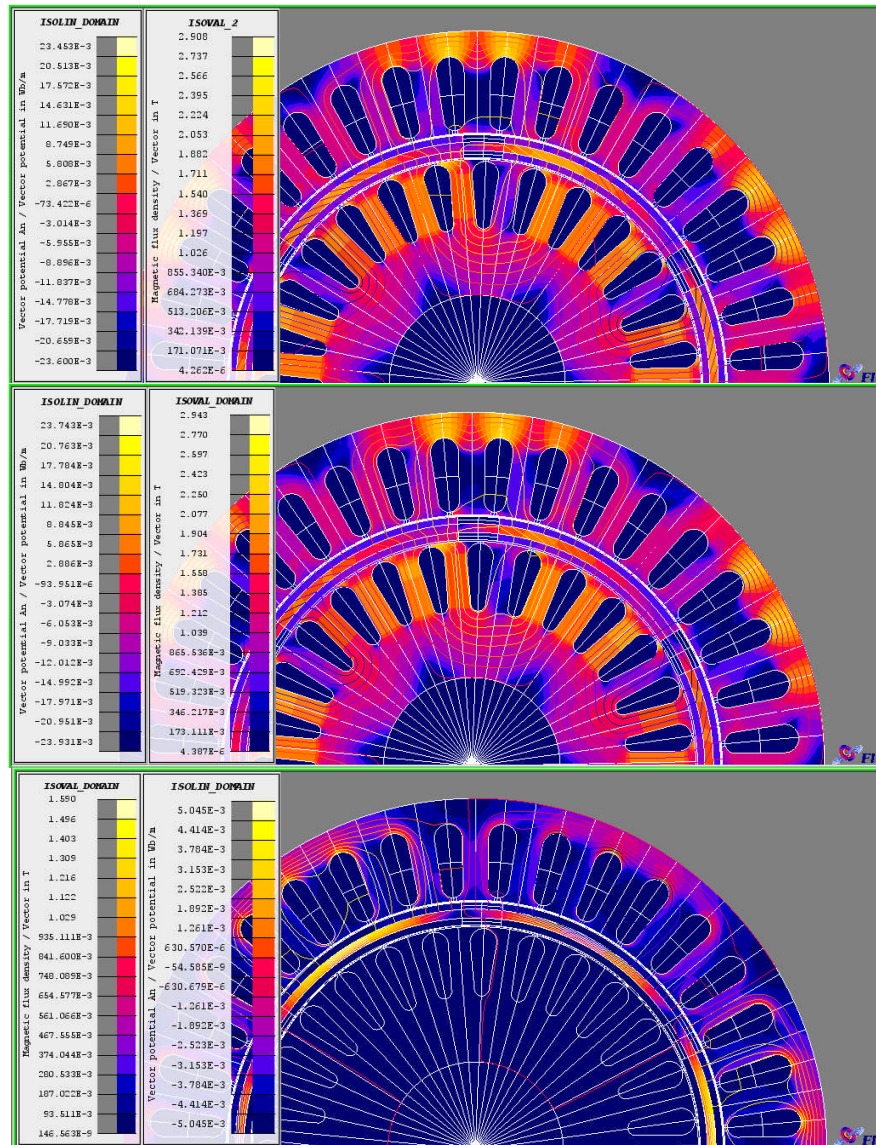 ISOLIN_DOMAIN
Vector potential An / Vector potential in Wb/m
23.453E-3
20.513E-3
17.572E-3
14.631E-3
11.690E-3
8.749E-3
5.808E-3
2.867E-3
-73.422E-6
-3.014E-3
-5.955E-3
-8.896E-3
-11.837E-3
-14.778E-3
-17.719E-3
-20.659E-3
-23.600E-3
ISOVAL_2
Magnetic flux density / Vector in T
2.908
2.737
2.566
2.395
2.224
2.053
1.882
1.711
1.540
1.369
1.197
1.026
855.340E-3
684.273E-3
513.206E-3
342.139E-3
171.071E-3
4.262E-6
ISOLIN_DOMAIN
Vector potential An / Vector potential in Wb/m
23.743E-3
20.763E-3
17.784E-3
14.804E-3
11.824E-3
8.845E-3
5.865E-3
2.886E-3
-93.951E-6
-3.074E-3
-6.053E-3
-9.033E-3
-12.012E-3
-14.992E-3
-17.971E-3
-20.951E-3
-23.931E-3
ISOVAL_DOMAIN
Magnetic flux density / Vector in T
2.943
2.770
2.597
2.423
2.250
2.077
1.904
1.731
1.558
1.385
1.212
1.039
865.536E-3
692.429E-3
519.323E-3
346.217E-3
173.111E-3
4.387E-6
ISOVAL_DOMAIN
Magnetic flux density / Vector in T
1.590
1.496
1.403
1.309
1.216
1.122
1.029
935.111E-3
841.600E-3
748.089E-3
654.577E-3
561.066E-3
467.555E-3
374.044E-3
280.533E-3
187.022E-3
93.511E-3
146.563E-9
ISOLIN_DOMAIN
Vector potential An / Vector potential in Wb/m
5.045E-3
4.414E-3
3.784E-3
3.153E-3
2.522E-3
1.892E-3
1.261E-3
630.570E-6
-54.585E-9
-630.679E-6
-1.261E-3
-1.892E-3
-2.523E-3
-3.153E-3
-3.784E-3
-4.414E-3
-5.045E-3